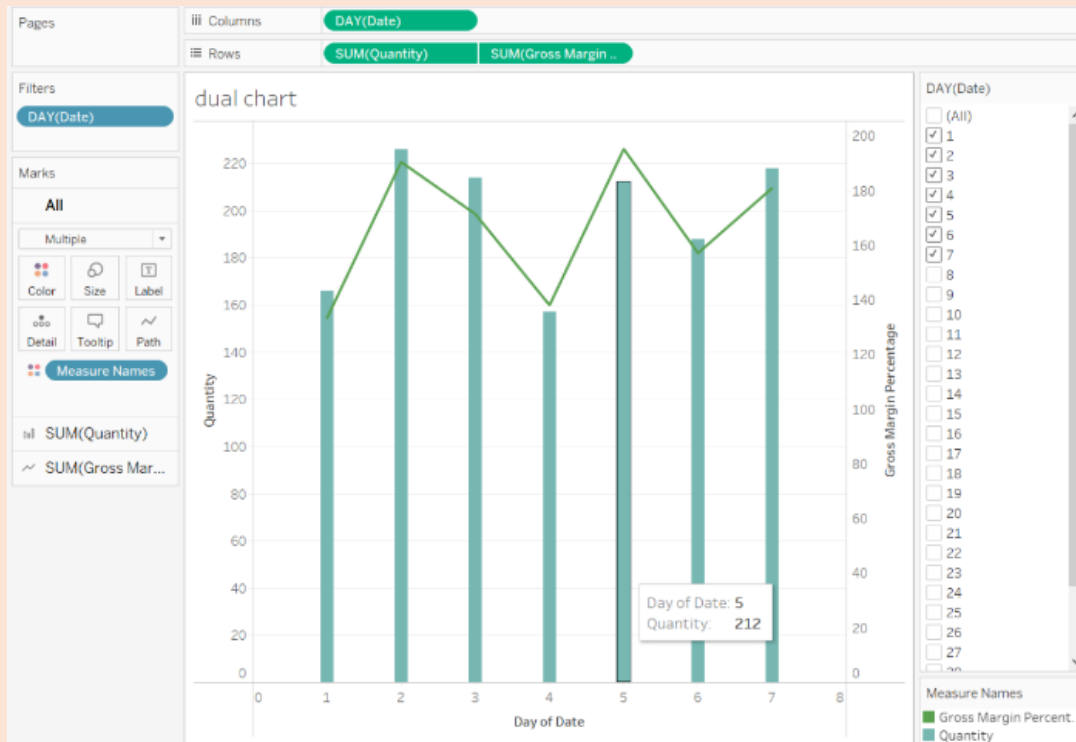 Pages
Columns
DAY(Date)
Rows
SUM(Quantity)
SUM(Gross Margin ..
Filters
DAY(Date)
Marks
All
Multiple
Color
Size
Label
Detail
Tooltip
Path
Measure Names
SUM(Quantity)
SUM(Gross Mar...
dual chart
Quantity
220
200
180
160
140
120
100
80
60
40
20
0
0
1
2
3
4
5
6
7
8
Day of Date
Day of Date: 5
Quantity: 212
200
180
160
140
120
100
80
60
40
20
0
Gross Margin Percentage
DAY(Date)
(All)
1
2
3
4
5
6
7
8
9
10
11
12
13
14
15
16
17
18
19
20
21
22
23
24
25
26
27
Measure Names
Gross Margin Percent.
Quantity